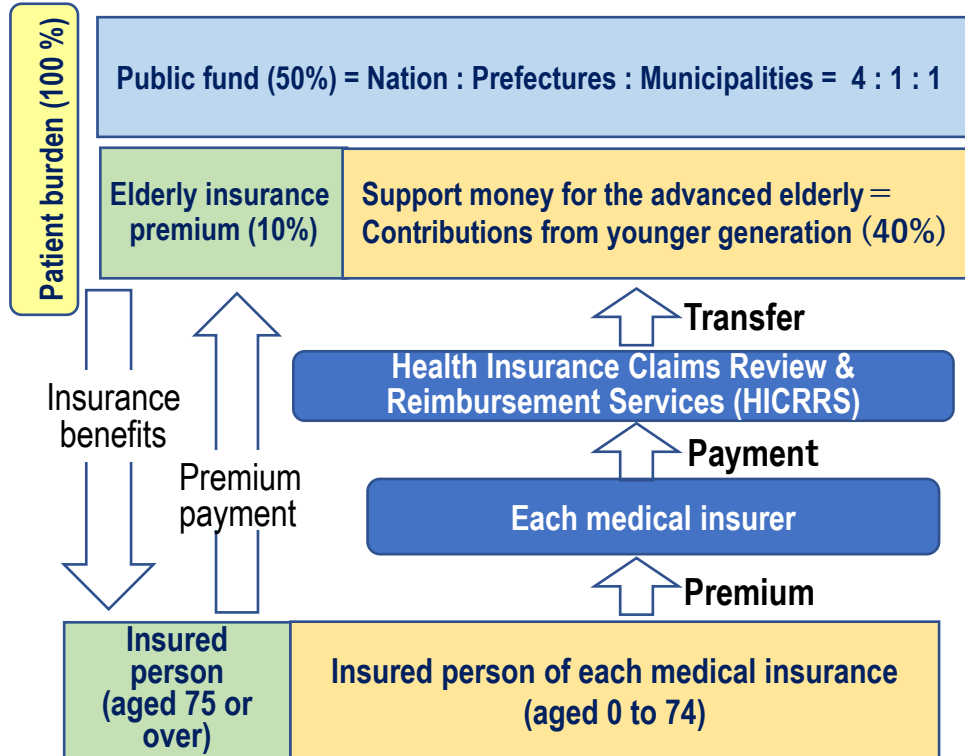 Patient burden (100 %)
Public fund (50%) = Nation : Prefectures : Municipalities = 4 : 1 : 1
Elderly insurance
premium (10%)
Support money for the advanced elderly＝
Contributions from younger generation (40%)
Transfer
Health Insurance Claims Review &
Reimbursement Services (HICRRS)
Insurance
benefits
Premium
payment
Payment
Each medical insurer
Premium
Insured
person
(aged 75 or
over)
Insured person of each medical insurance
(aged 0 to 74)